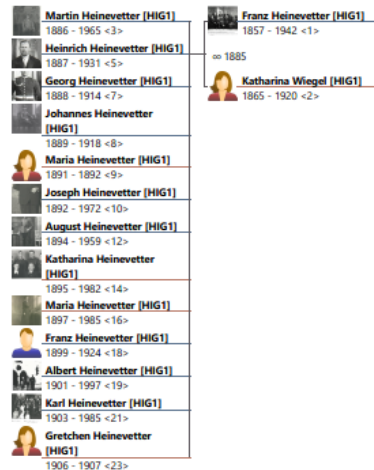 Martin Heinevetter [HIG1]
1886 - 1965 <3>
Heinrich Heinevetter [HIG1]
1887 - 1931 <5>
Georg Heinevetter [HIG1]
1888 - 1914 <7>
Johannes Heinevetter
[HIG1]
1889 - 1918 <8>
Maria Heinevetter [HIG1]
1891 - 1892 <9>
Joseph Heinevetter [HIG1]
1892 - 1972 <10>
August Heinevetter [HIG1]
1894 - 1959 <12>
Katharina Heinevetter
[HIG1]
1895 - 1982 <14>
Maria Heinevetter [HIG1]
1897 - 1985 <16>
Franz Heinevetter [HIG1]
1899 - 1924 <18>
Albert Heinevetter [HIG1]
1901 - 1997 <19>
Karl Heinevetter [HIG1]
1903 - 1985 <21>
Gretchen Heinevetter
[HIG1]
1906 - 1907 <23>
Franz Heinevetter [HIG1]
1857 - 1942 <1>
∞ 1885
Katharina Wiegel [HIG1]
1865 - 1920 <2>